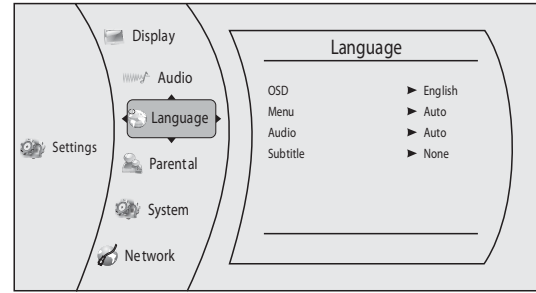 Settings
Display
Audio
Language
Parental
System
Network
Language
OSD ► English
Menu ► Auto
Audio ► Auto
Subtitle ► None